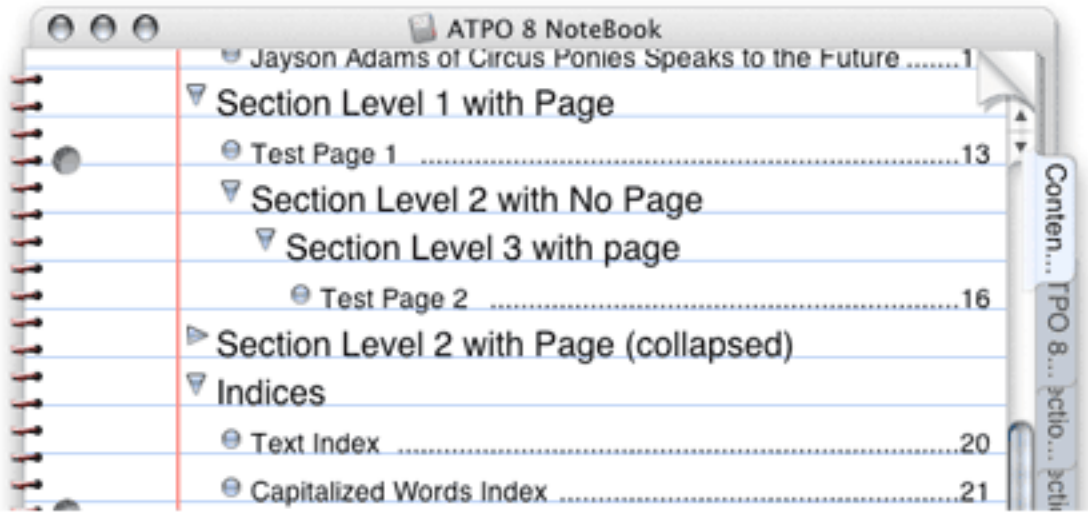 ATPO 8 NoteBook
Jayson Adams of Circus Ponies Speaks to the Future .......1
Section Level 1 with Page
Test Page 1 ..........................................................................13
Section Level 2 with No Page
Section Level 3 with page
Test Page 2 ................................................................16
Section Level 2 with Page (collapsed)
Indices
Text Index .............................................................................20
Capitalized Words Index ......................................................21
Conten...
TPO 8...
ectio...
ecti